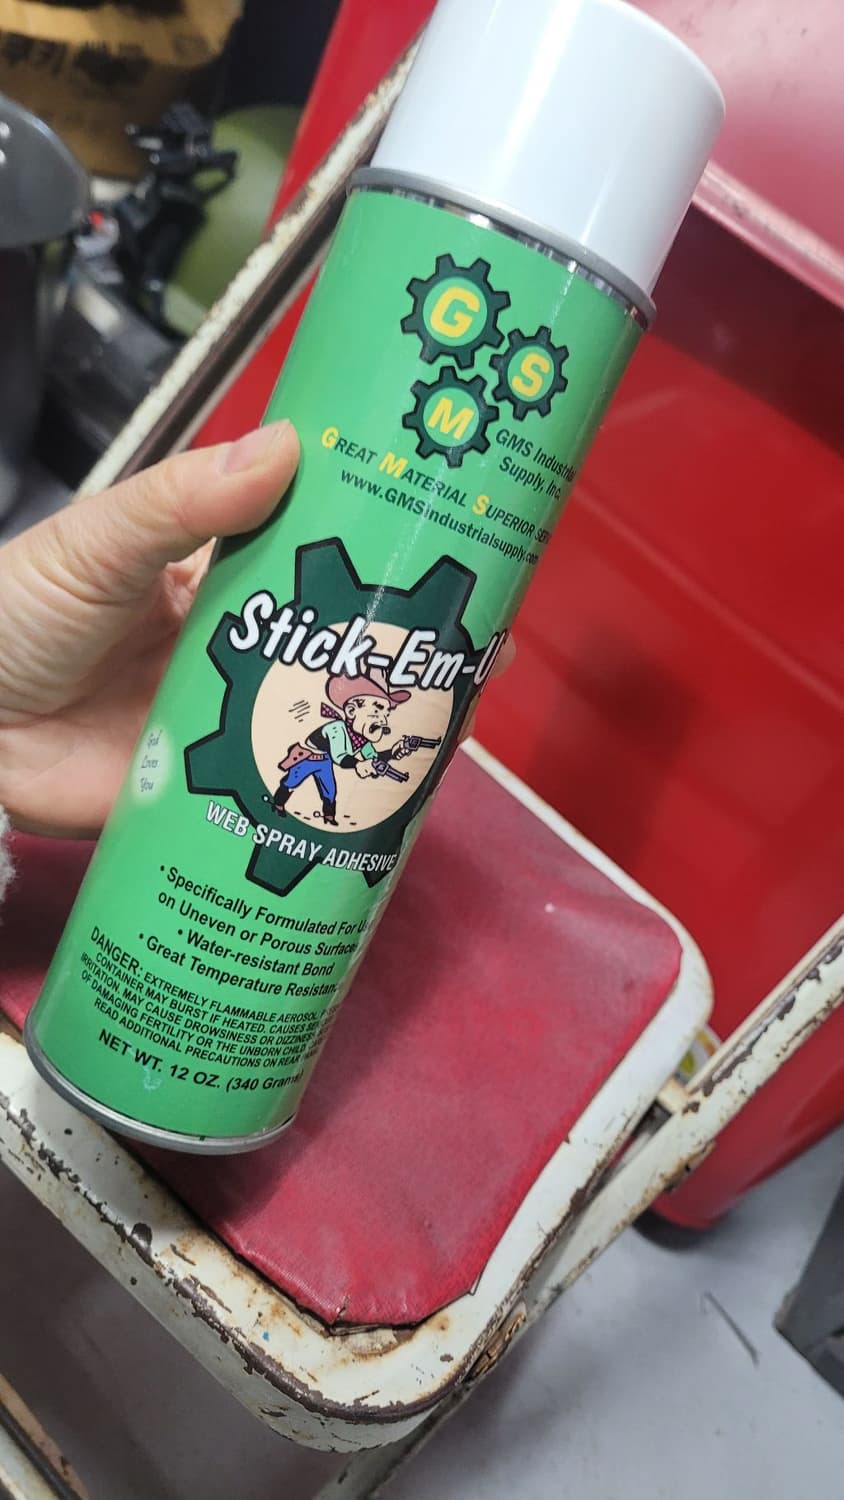 G
S
M
GMS Industrial
Supply, Inc.
GREAT MATERIAL SUPERIOR
www.GMSindustrialsupply.com
Stick-Em-
God
Loves
You
WEB SPRAY ADHESIVE
• Specifically Formulated For
on Uneven or Porous Surface
• Water-resistant Bond
• Great Temperature Resistan
DANGER: EXTREMELY FLAMMABLE AEROSOL.
CONTAINER MAY BURST IF HEATED. CAUSES
IRRITATION. MAY CAUSE DROWSINESS OR DIZZINESS.
OF DAMAGING FERTILITY OR THE UNBORN CHILD.
READ ADDITIONAL PRECAUTIONS ON REAR
NET WT. 12 OZ. (340 Grams)